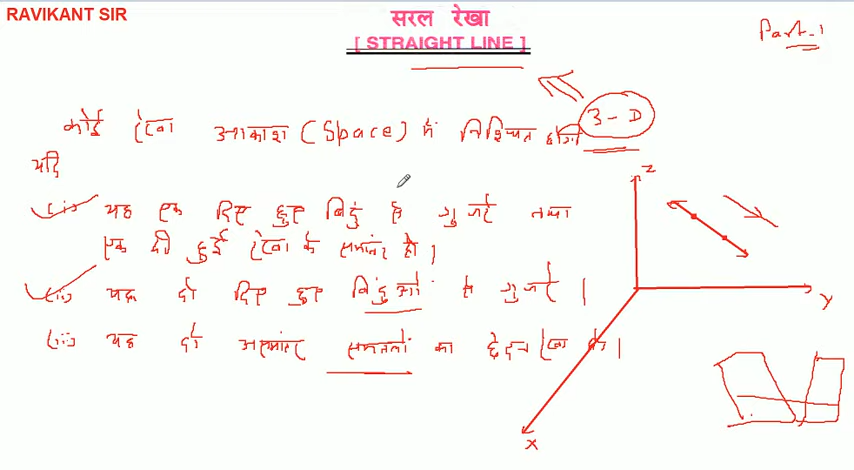 RAVIKANT SIR
सरल रेखा
[ STRAIGHT LINE ]
Part-1
3-D
कोई रेखा आकाश (Space) में निश्चित होगी
यदि
(i) यह एक दिए हुए बिंदु से गुजरे तथा
एक दी हुई रेखा के समांतर हो।
(ii) यह दो दिए हुए बिंदुओं से गुजरे।
(iii) यह दो असमांतर समतलों का छेदन रेखा हो।
Z
Y
X